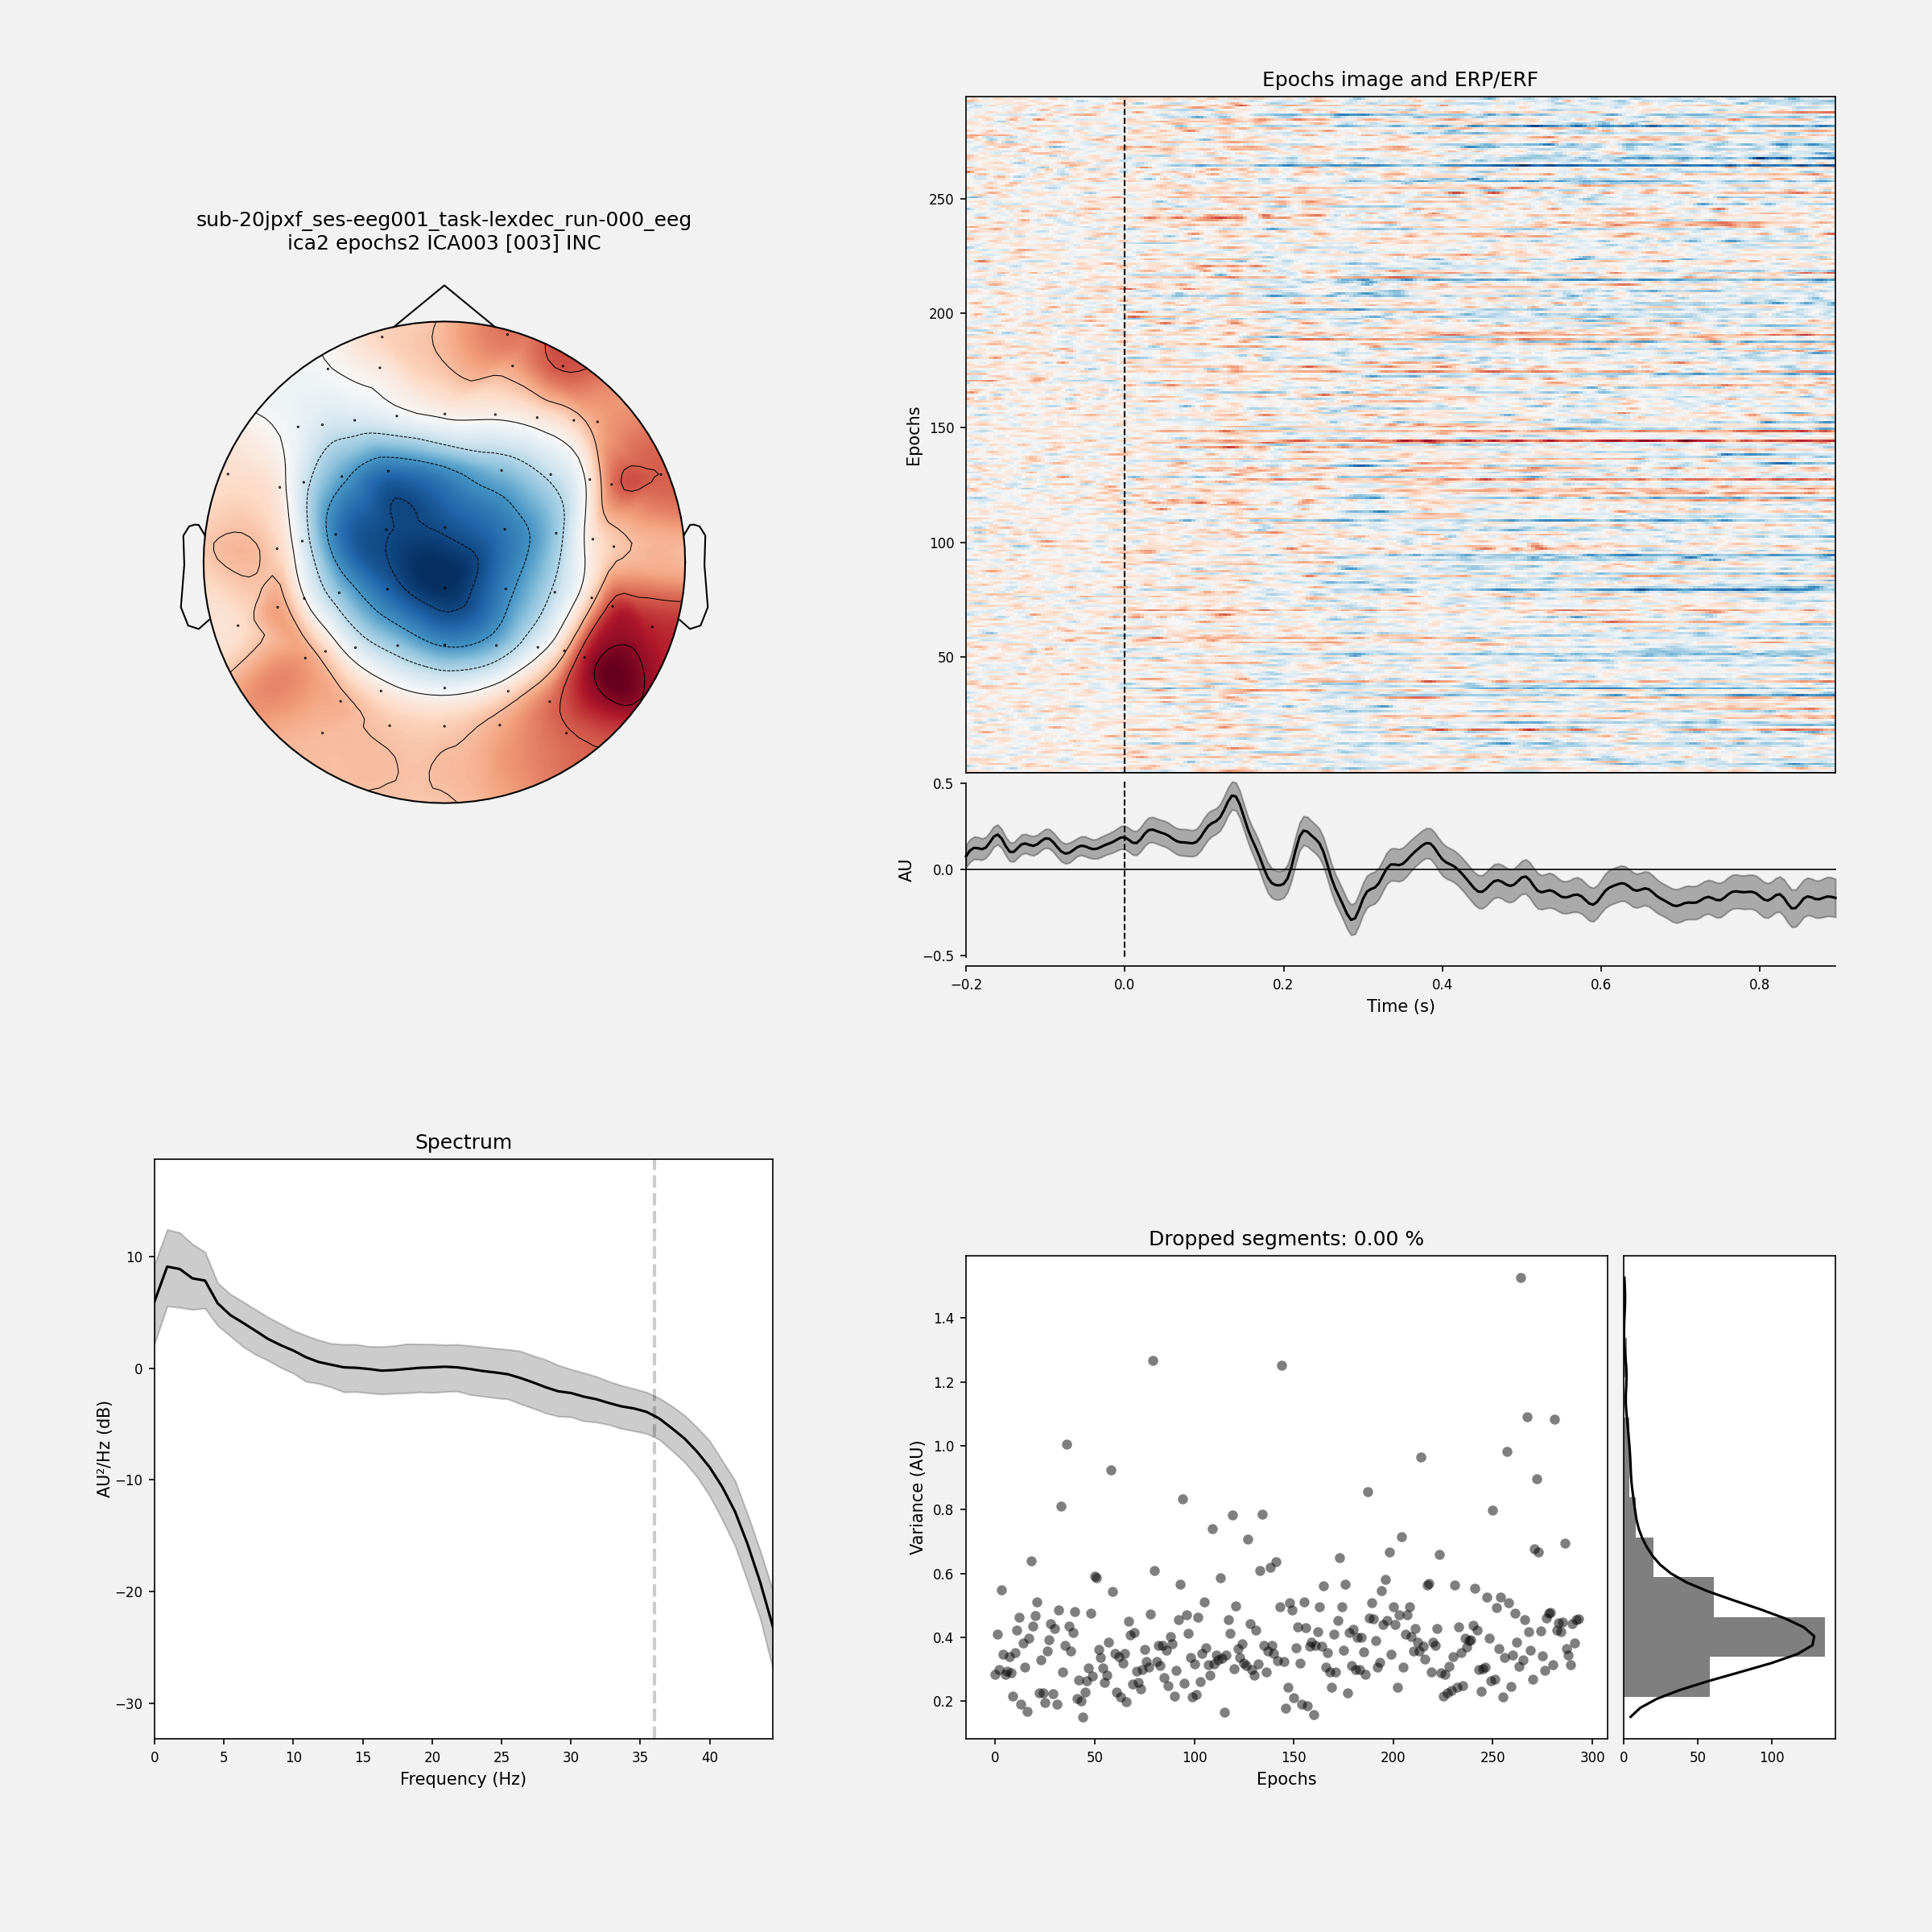 sub-20jpxf_ses-eeg001_task-lexdec_run-000_eeg
ica2 epochs2 ICA003 [003] INC
Epochs image and ERP/ERF
Epochs
250
200
150
100
50
AU
0.5
0.0
−0.5
−0.2 0.0 0.2 0.4 0.6 0.8
Time (s)
Spectrum
AU²/Hz (dB)
10
0
−10
−20
−30
0 5 10 15 20 25 30 35 40
Frequency (Hz)
Dropped segments: 0.00 %
Variance (AU)
1.4
1.2
1.0
0.8
0.6
0.4
0.2
0 50 100 150 200 250 300
Epochs
0 50 100